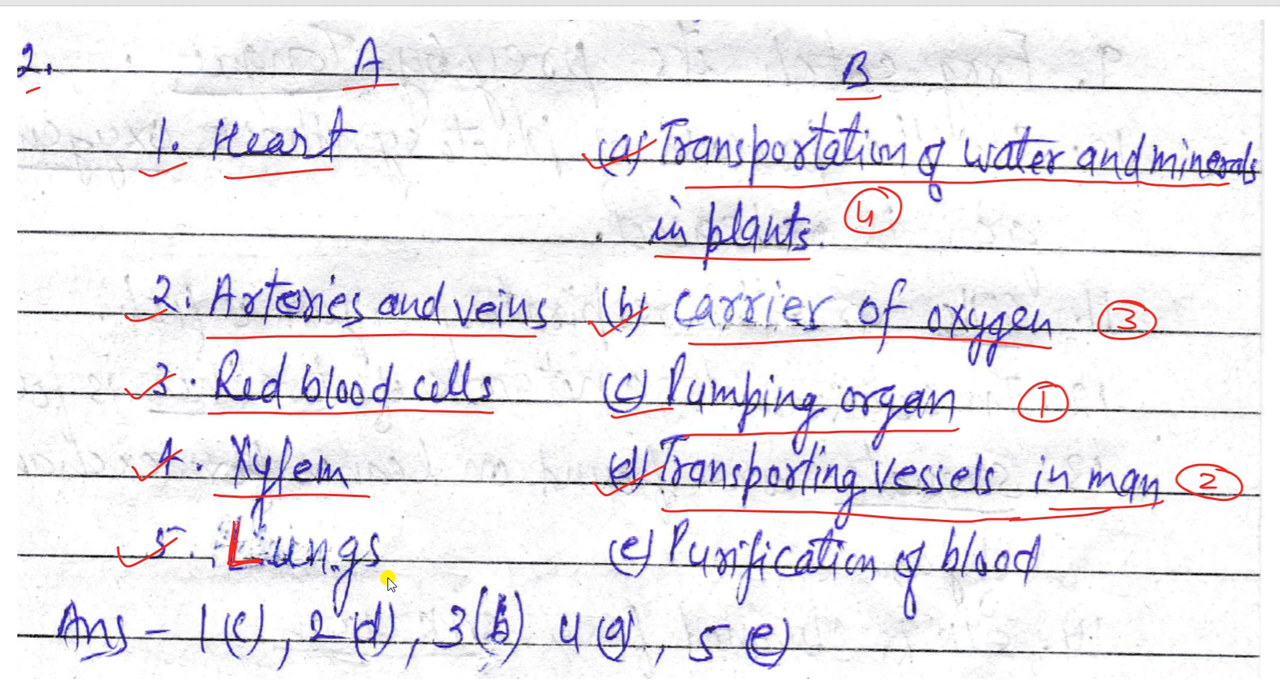 2. A B
1. Heart (a) Transportation of water and minerals
in plants. 4
2. Arteries and veins (b) Carrier of oxygen 3
3. Red blood cells (c) Pumping organ 1
4. Xylem (d) Transporting vessels in man 2
5. Lungs (e) Purification of blood
Ans - 1(c), 2(d), 3(b) 4(a), 5(e)